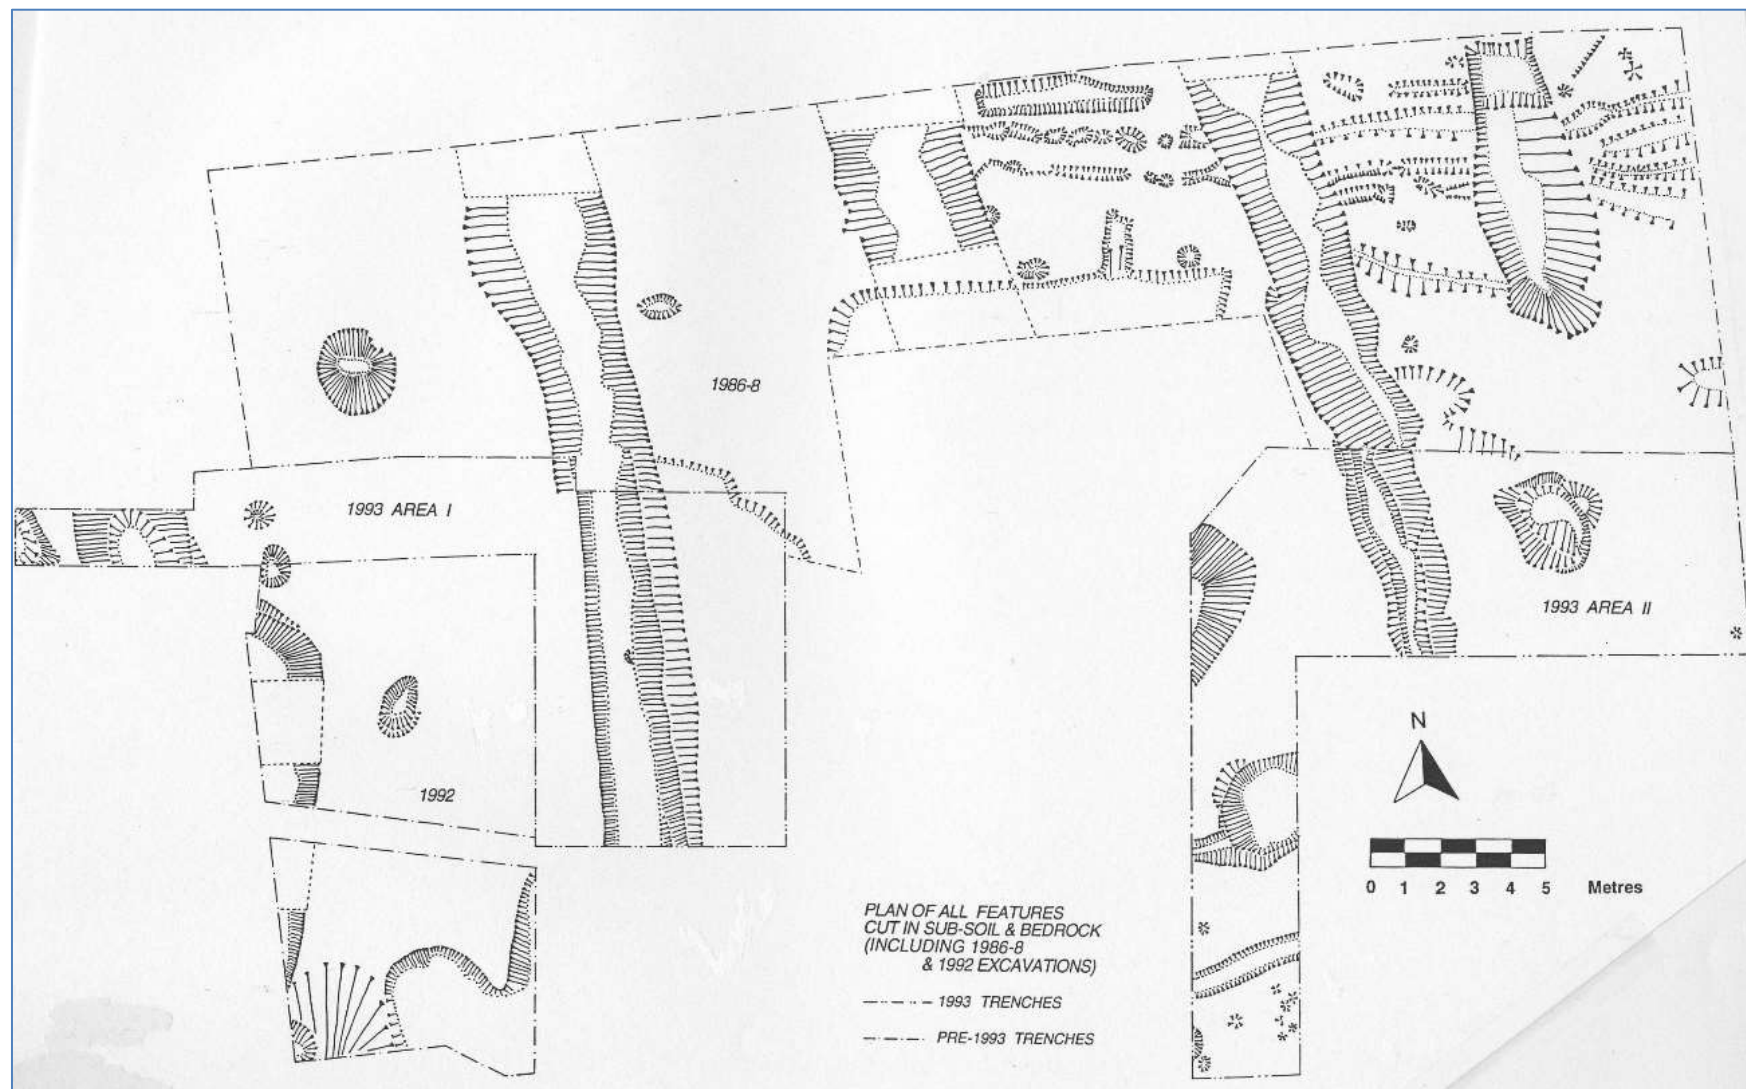 1986-8
1993 AREA I
1993 AREA II
1992
N
0 1 2 3 4 5 Metres
PLAN OF ALL FEATURES
CUT IN SUB-SOIL & BEDROCK
(INCLUDING 1986-8
& 1992 EXCAVATIONS)
1993 TRENCHES
PRE-1993 TRENCHES